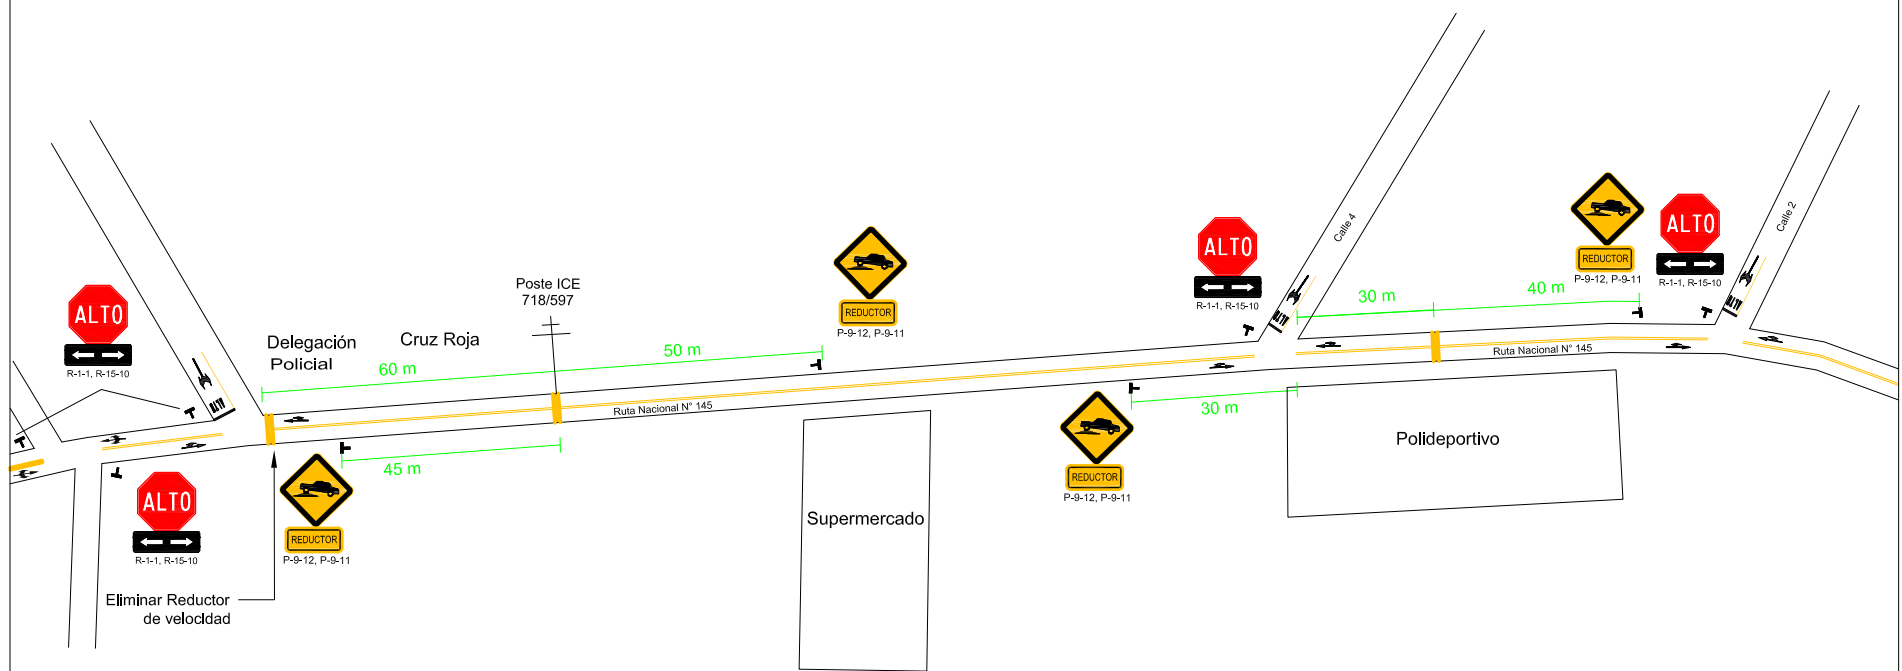 Calle 4
Calle 2
ALTO
R-1-1, R-15-10
REDUCTOR
P-9-12, P-9-11
ALTO
R-1-1, R-15-10
REDUCTOR
P-9-12, P-9-11
ALTO
R-1-1, R-15-10
Poste ICE
718/597
30 m
40 m
ALTO
ALTO
Delegación
Policial
Cruz Roja
50 m
60 m
Ruta Nacional N° 145
Ruta Nacional N° 145
ALTO
30 m
45 m
REDUCTOR
P-9-12, P-9-11
Polideportivo
ALTO
R-1-1, R-15-10
REDUCTOR
P-9-12, P-9-11
Supermercado
Eliminar Reductor
de velocidad